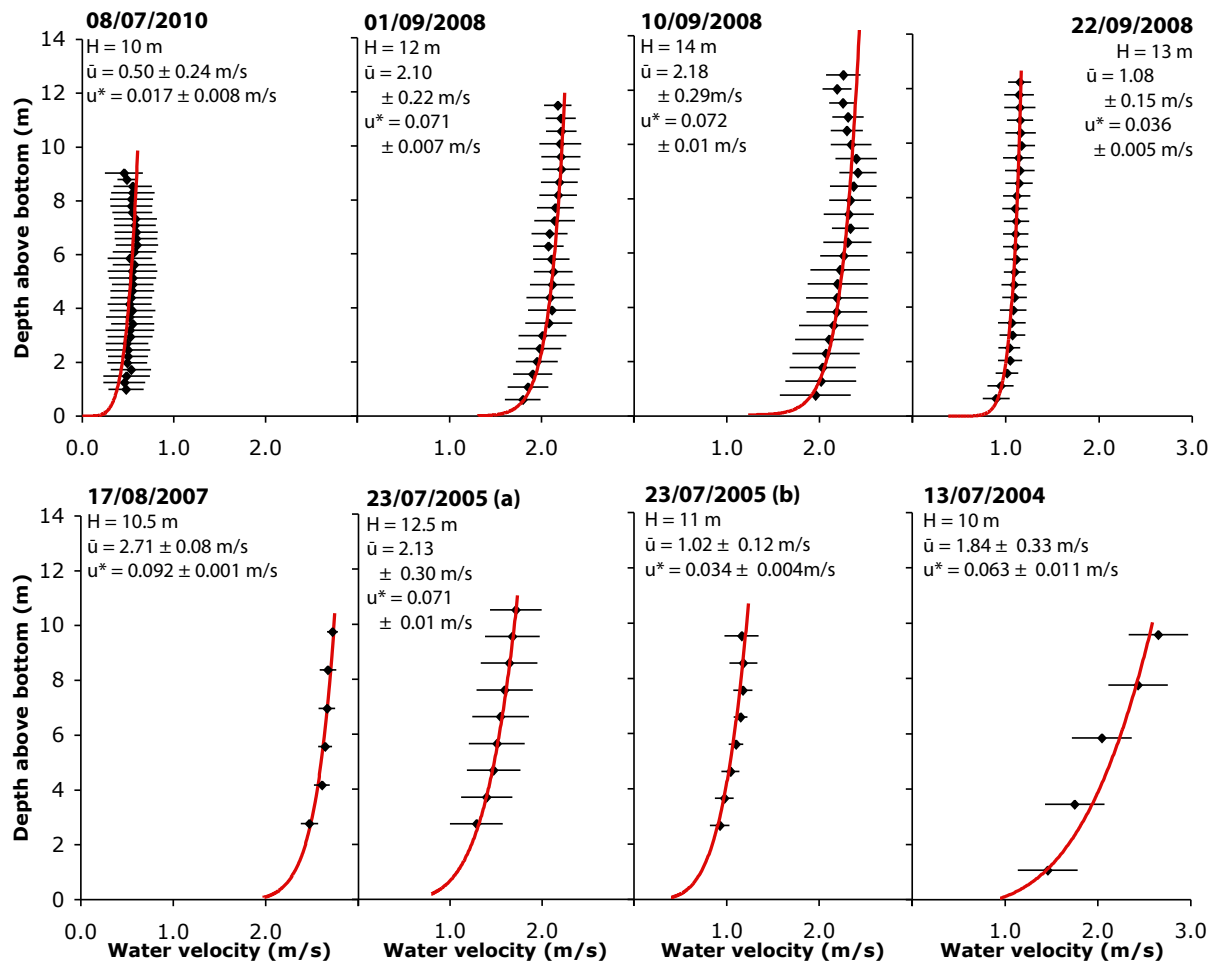 08/07/2010
H = 10 m
ū = 0.50 ± 0.24 m/s
u* = 0.017 ± 0.008 m/s
01/09/2008
H = 12 m
ū = 2.10
± 0.22 m/s
u* = 0.071
± 0.007 m/s
10/09/2008
H = 14 m
ū = 2.18
± 0.29m/s
u* = 0.072
± 0.01 m/s
22/09/2008
H = 13 m
ū = 1.08
± 0.15 m/s
u* = 0.036
± 0.005 m/s
Depth above bottom (m)
14
12
10
8
6
4
2
0
0.0 1.0 2.0
1.0 2.0
1.0 2.0
1.0 2.0 3.0
17/08/2007
H = 10.5 m
ū = 2.71 ± 0.08 m/s
u* = 0.092 ± 0.001 m/s
23/07/2005 (a)
H = 12.5 m
ū = 2.13
± 0.30 m/s
u* = 0.071
± 0.01 m/s
23/07/2005 (b)
H = 11 m
ū = 1.02 ± 0.12 m/s
u* = 0.034 ± 0.004m/s
13/07/2004
H = 10 m
ū = 1.84 ± 0.33 m/s
u* = 0.063 ± 0.011 m/s
Depth above bottom (m)
14
12
10
8
6
4
2
0
0.0 1.0 2.0
1.0 2.0
1.0 2.0
1.0 2.0 3.0
Water velocity (m/s)
Water velocity (m/s)
Water velocity (m/s)
Water velocity (m/s)